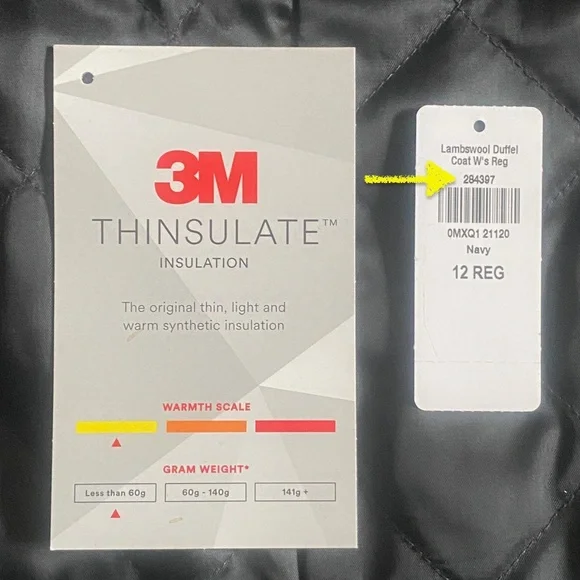 3M
THINSULATE™
INSULATION
The original thin, light and
warm synthetic insulation
WARMTH SCALE
GRAM WEIGHT*
Less than 60g
60g - 140g
141g +
Lambswool Duffel
Coat W's Reg
284397
0MXQ1 21120
Navy
12 REG